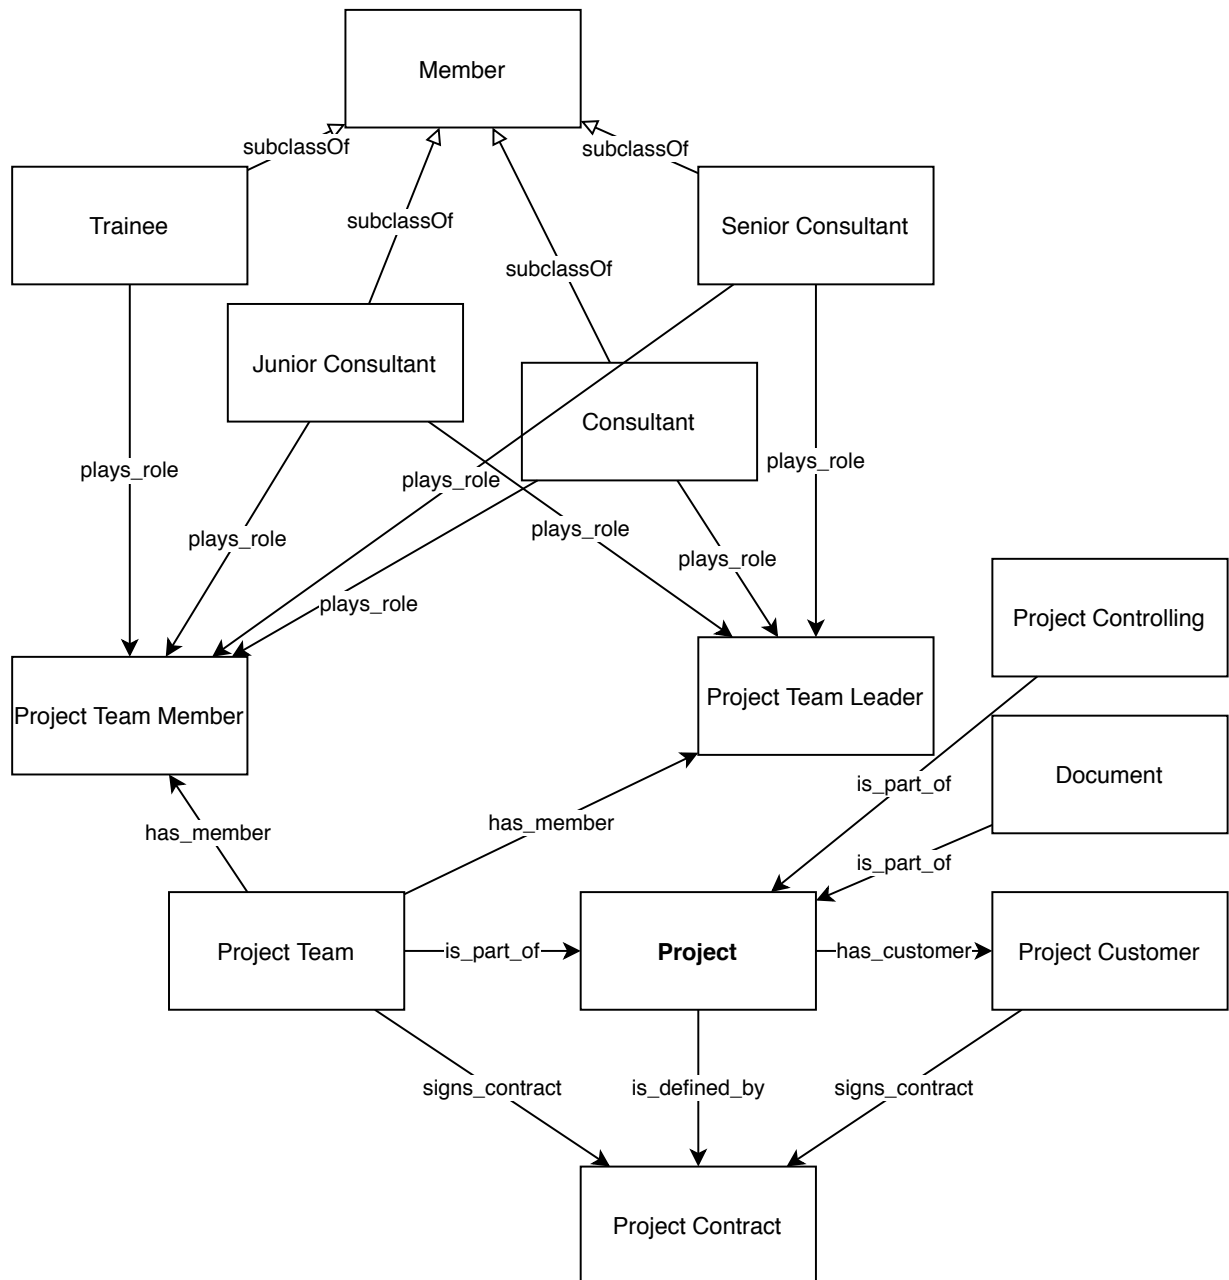 Member
subclassOf
subclassOf
Trainee
subclassOf
Senior Consultant
subclassOf
Junior Consultant
Consultant
plays_role
plays_role
plays_role
plays_role
plays_role
plays_role
plays_role
Project Controlling
Project Team Member
Project Team Leader
Document
is_part_of
has_member
has_member
is_part_of
Project Team
is_part_of
Project
has_customer
Project Customer
signs_contract
is_defined_by
signs_contract
Project Contract